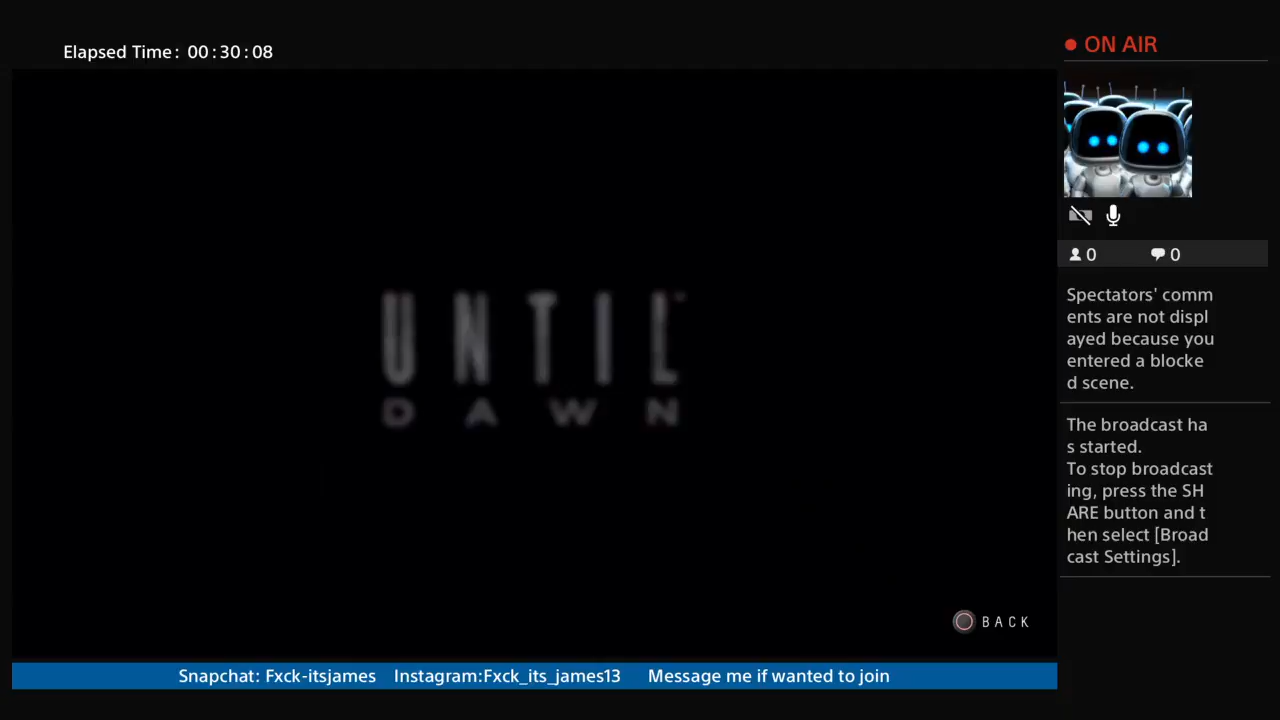 Elapsed Time: 00:30:08
ON AIR
0 0
Spectators' comm
ents are not displ
ayed because you
entered a blocke
d scene.
The broadcast ha
s started.
To stop broadcast
ing, press the SH
ARE button and t
hen select [Broad
cast Settings].
UNTIL™
DAWN
BACK
Snapchat: Fxck-itsjames Instagram:Fxck_its_james13 Message me if wanted to join